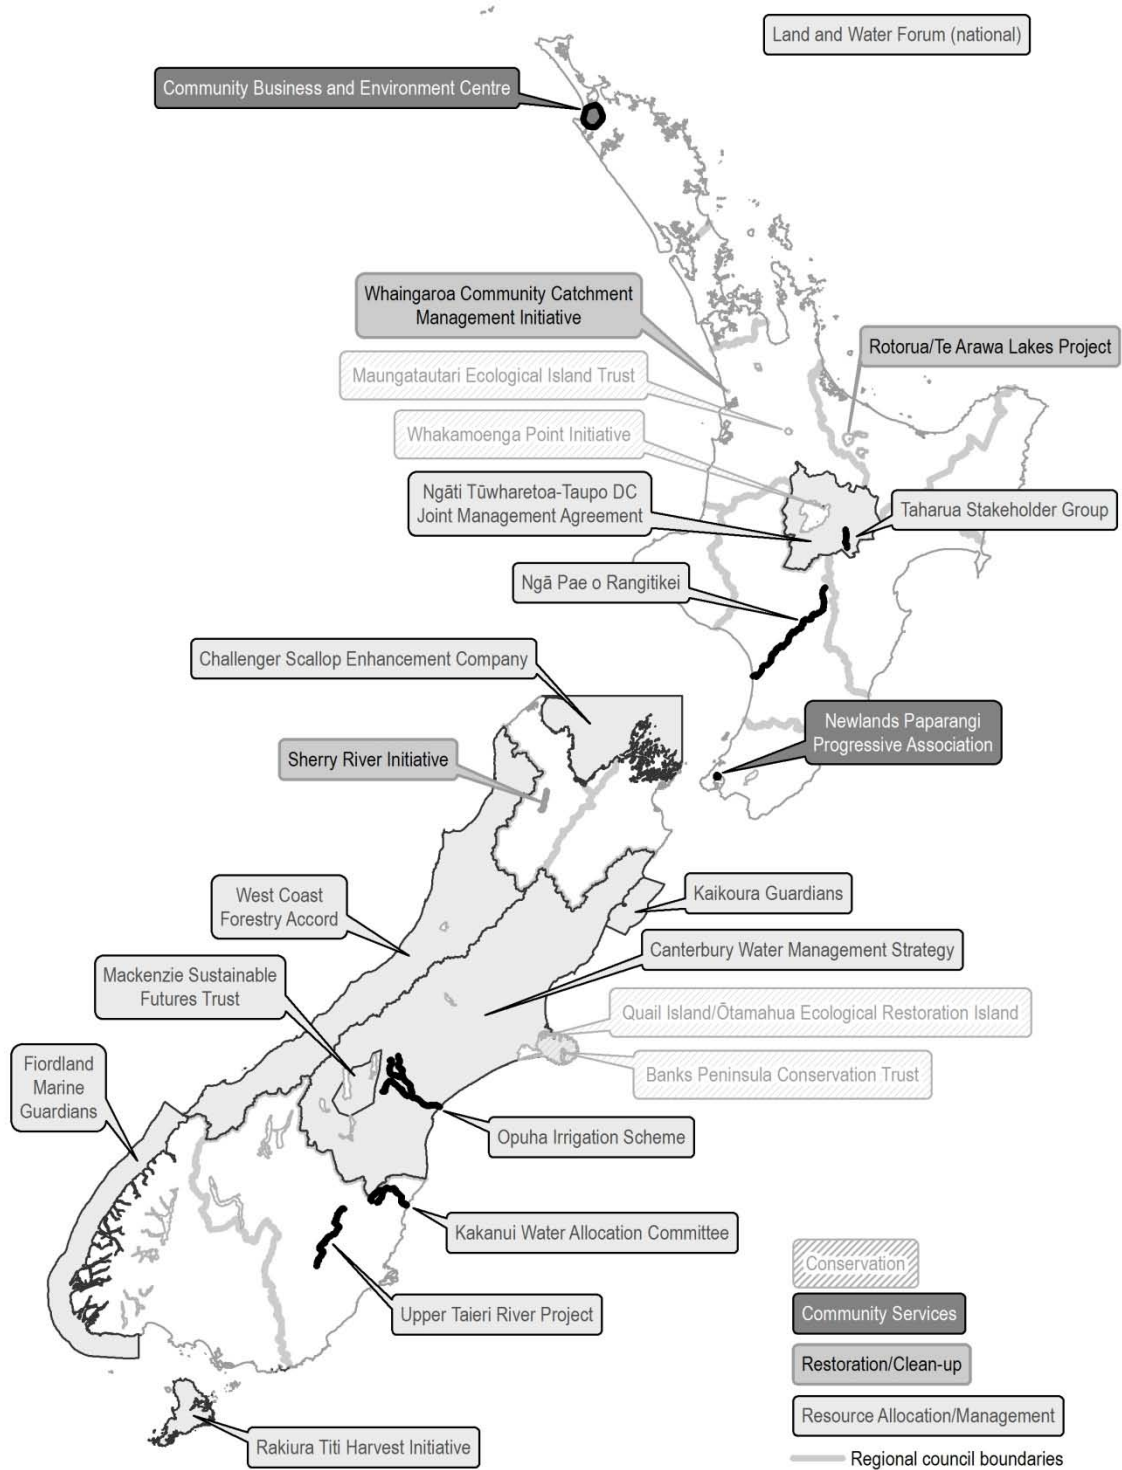 Land and Water Forum (national)
Community Business and Environment Centre
Whaingaroa Community Catchment
Management Initiative
Rotorua/Te Arawa Lakes Project
Maungatautari Ecological Island Trust
Whakamoenga Point Initiative
Ngāti Tūwharetoa-Taupo DC
Joint Management Agreement
Taharua Stakeholder Group
Ngā Pae o Rangitikei
Challenger Scallop Enhancement Company
Newlands Paparangi
Progressive Association
Sherry River Initiative
West Coast
Forestry Accord
Kaikoura Guardians
Canterbury Water Management Strategy
Mackenzie Sustainable
Futures Trust
Quail Island/Ōtamahua Ecological Restoration Island
Fiordland
Marine
Guardians
Banks Peninsula Conservation Trust
Opuha Irrigation Scheme
Kakanui Water Allocation Committee
Upper Taieri River Project
Rakiura Titi Harvest Initiative
Conservation
Community Services
Restoration/Clean-up
Resource Allocation/Management
Regional council boundaries